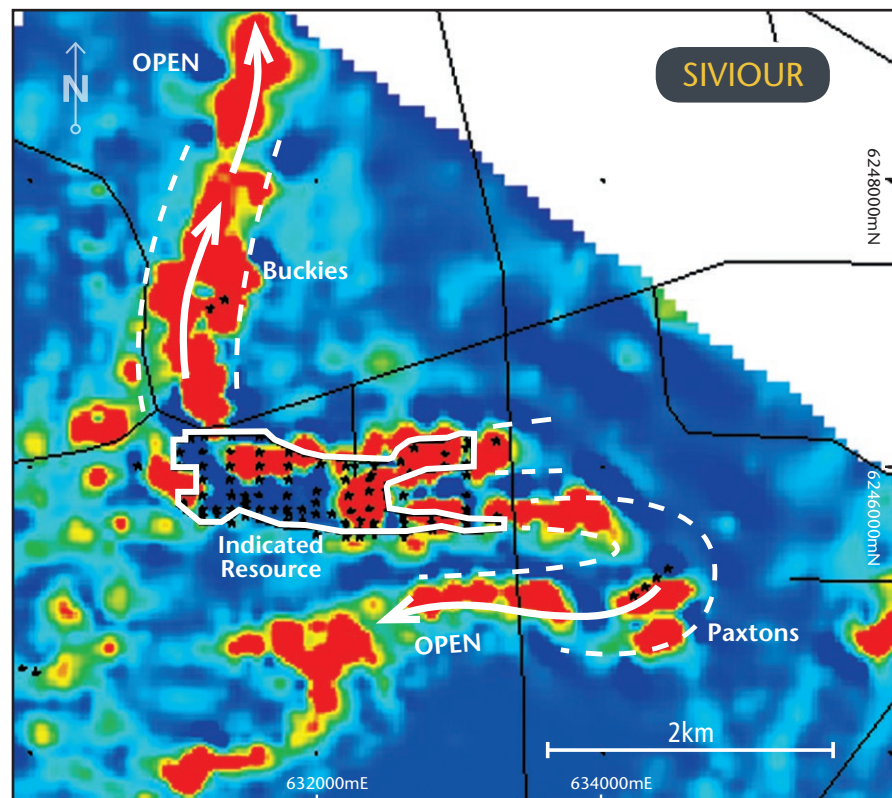 OPEN
N
SIVIOUR
6248000mN
Buckies
6246000mN
Indicated
Resource
Paxtons
OPEN
2km
632000mE
634000mE